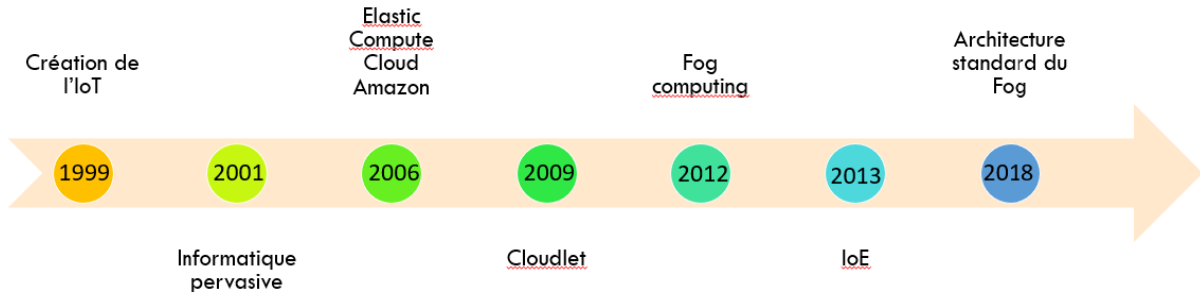 Création de
l'IoT
Elastic
Compute
Cloud
Amazon
Fog
computing
Architecture
standard du
Fog
1999
2001
2006
2009
2012
2013
2018
Informatique
pervasive
Cloudlet
IoE